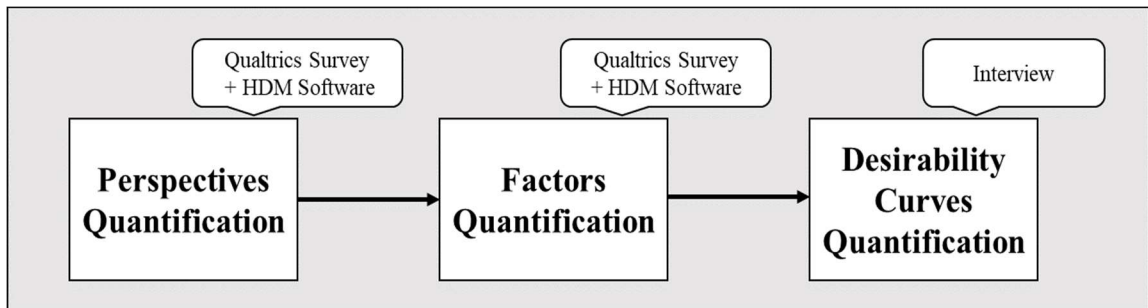 Qualtrics Survey
+ HDM Software
Qualtrics Survey
+ HDM Software
Interview
Perspectives
Quantification
Factors
Quantification
Desirability
Curves
Quantification